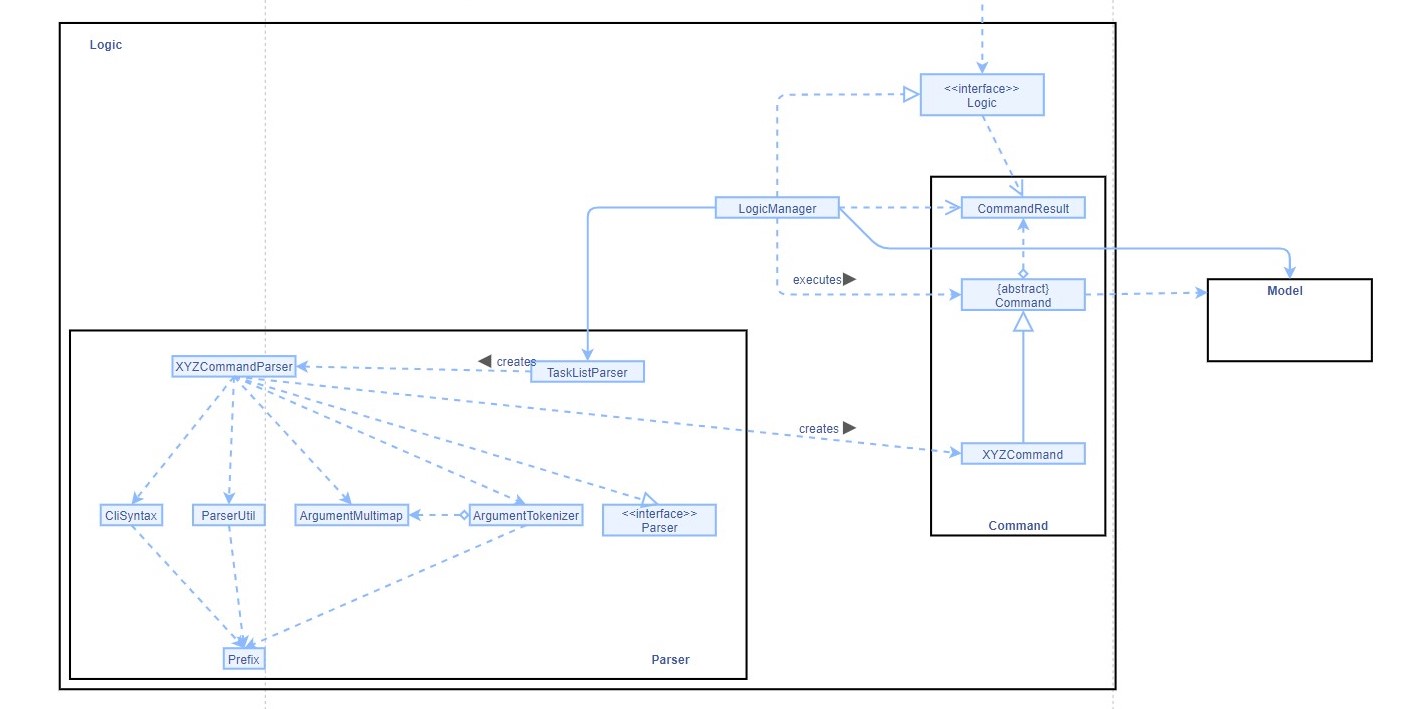 Logic
<<interface>>
Logic
LogicManager
CommandResult
executes
{abstract}
Command
Model
XYZCommandParser
creates
TaskListParser
creates
XYZCommand
CliSyntax
ParserUtil
ArgumentMultimap
ArgumentTokenizer
<<interface>>
Parser
Command
Prefix
Parser